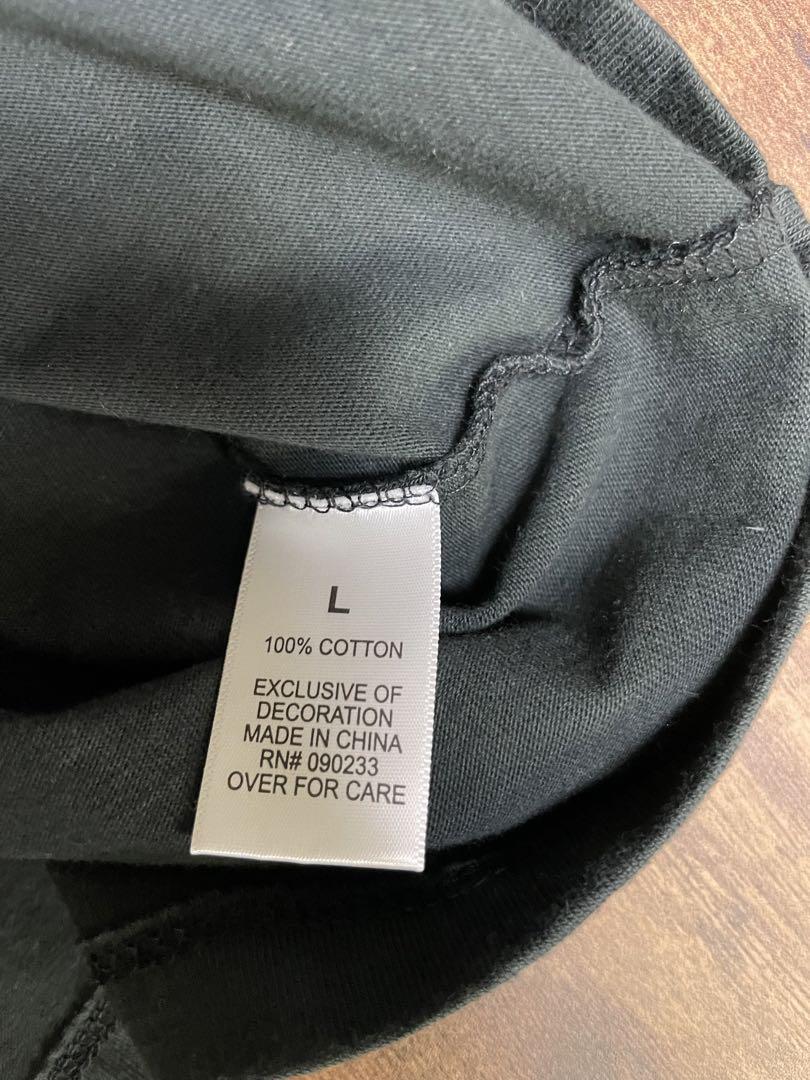 L
100% COTTON
EXCLUSIVE OF
DECORATION
MADE IN CHINA
RN# 090233
OVER FOR CARE